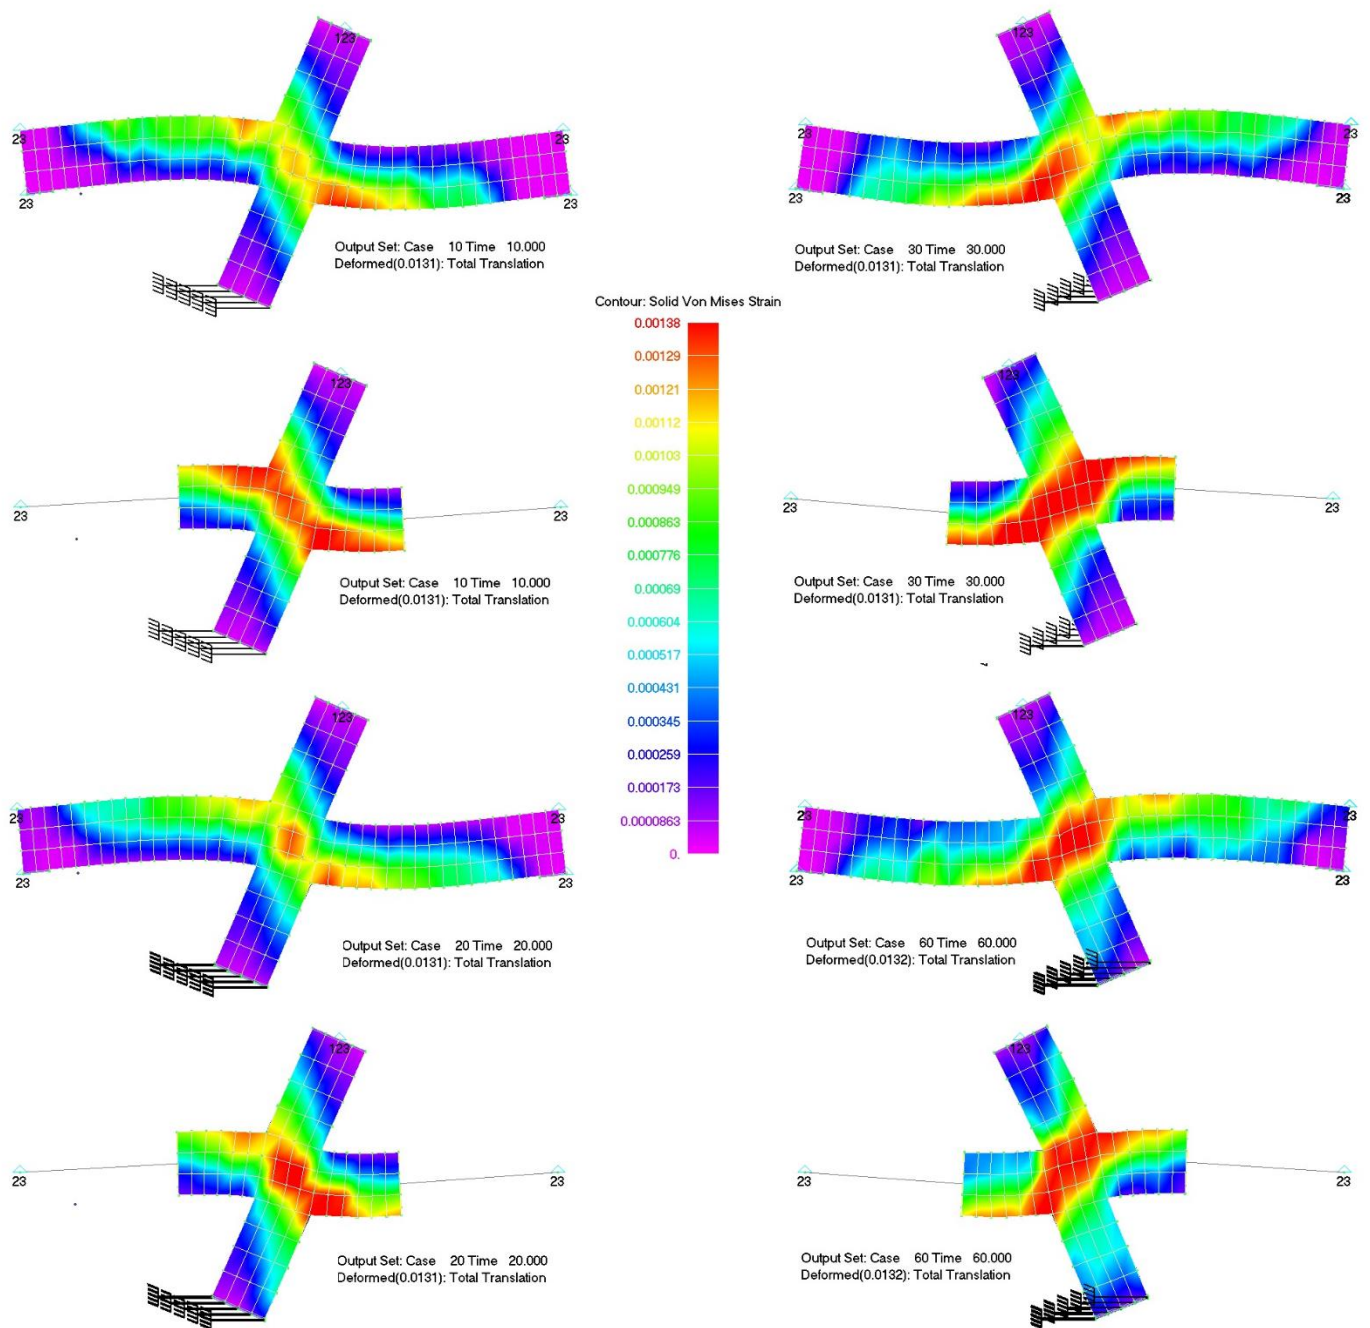 123
123
23
23
23
23
23
23
23
23
Output Set: Case 10 Time 10.000
Deformed(0.0131): Total Translation
Output Set: Case 30 Time 30.000
Deformed(0.0131): Total Translation
Contour: Solid Von Mises Strain
0.00138
0.00129
0.00121
0.00112
0.00103
0.000949
0.000863
0.000776
0.00069
0.000604
0.000517
0.000431
0.000345
0.000259
0.000173
0.0000863
0.
123
123
23
23
23
23
Output Set: Case 10 Time 10.000
Deformed(0.0131): Total Translation
Output Set: Case 30 Time 30.000
Deformed(0.0131): Total Translation
123
123
23
23
23
23
23
23
23
23
Output Set: Case 20 Time 20.000
Deformed(0.0131): Total Translation
Output Set: Case 60 Time 60.000
Deformed(0.0132): Total Translation
123
123
23
23
23
23
Output Set: Case 20 Time 20.000
Deformed(0.0131): Total Translation
Output Set: Case 60 Time 60.000
Deformed(0.0132): Total Translation